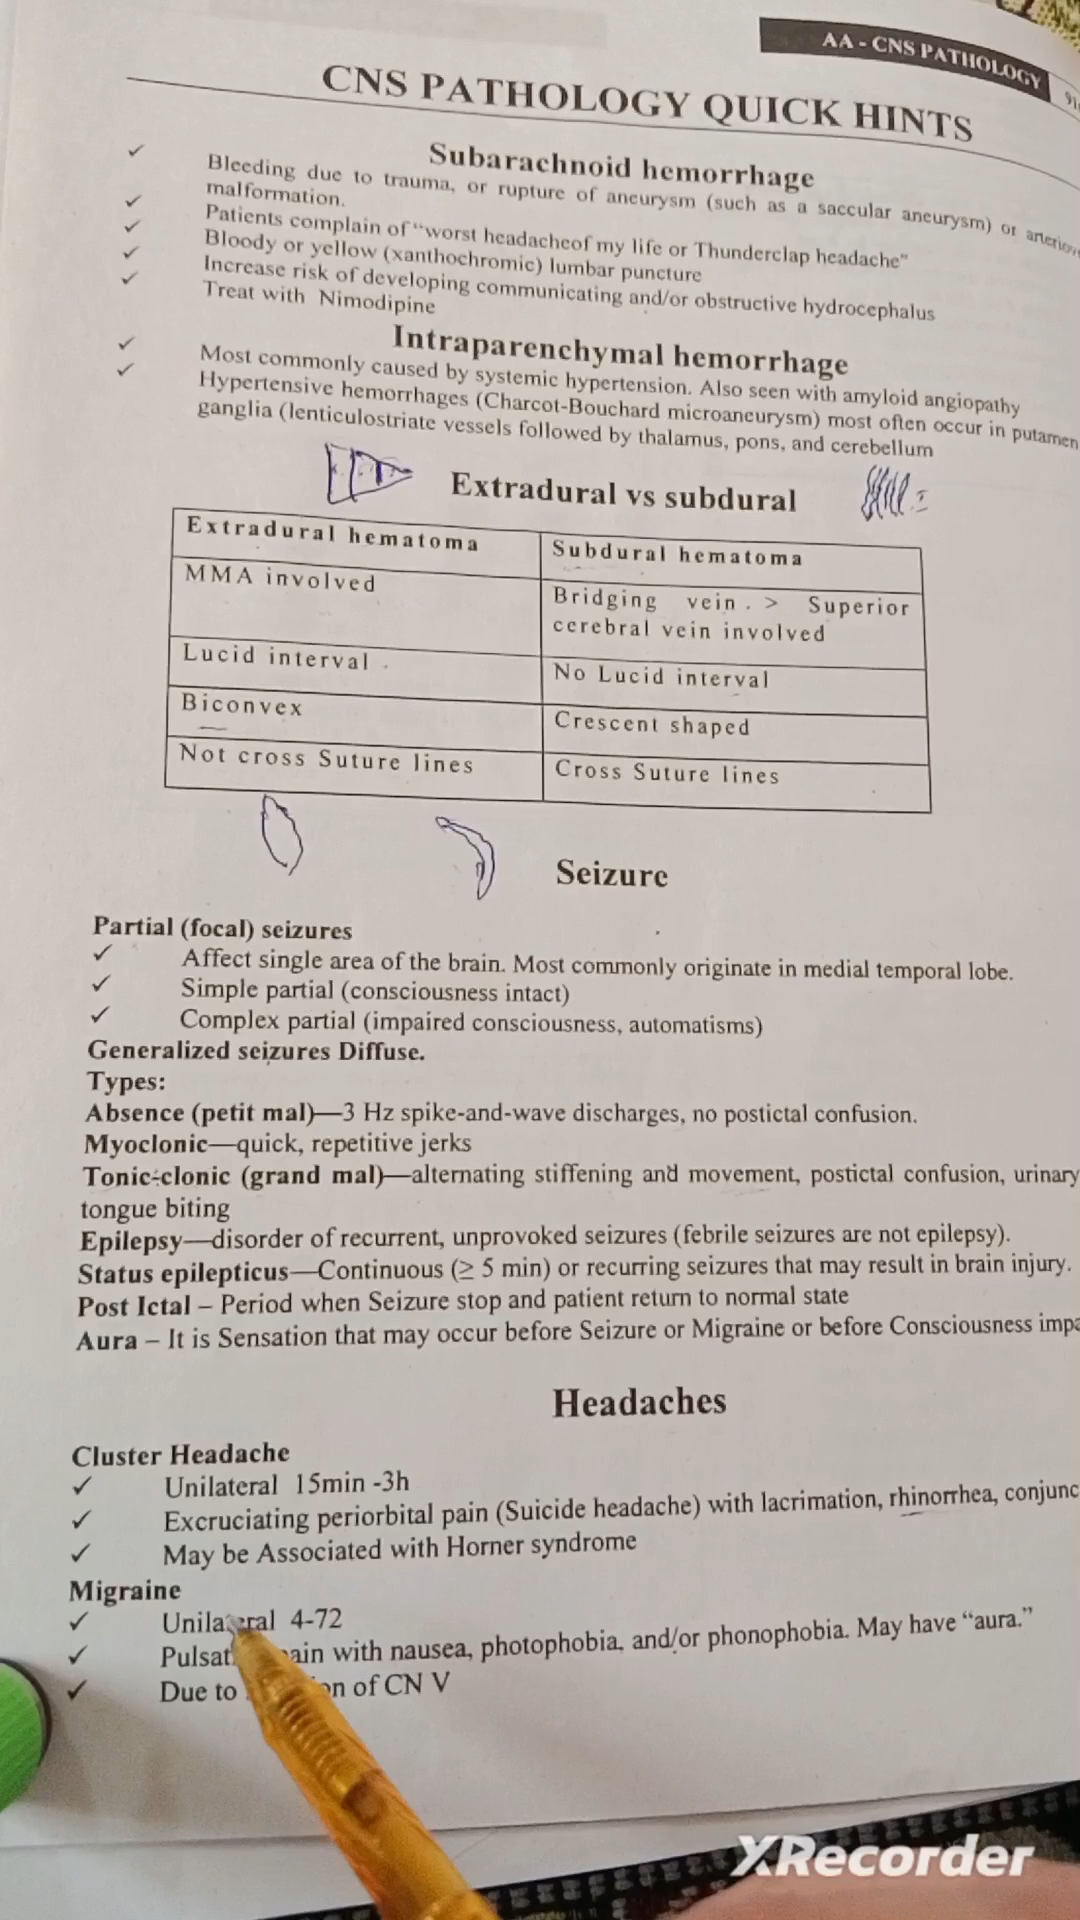 AA - CNS PATHOLOGY
CNS PATHOLOGY QUICK HINTS
Subarachnoid hemorrhage
✓ Bleeding due to trauma, or rupture of aneurysm (such as a saccular aneurysm) or
malformation.
✓ Patients complain of "worst headacheof my life or Thunderclap headache"
✓ Bloody or yellow (xanthochromic) lumbar puncture
✓ Increase risk of developing communicating and/or obstructive hydrocephalus
✓ Treat with Nimodipine
Intraparenchymal hemorrhage
✓ Most commonly caused by systemic hypertension. Also seen with amyloid angiopathy
✓ Hypertensive hemorrhages (Charcot-Bouchard microaneurysm) most often occur in putamen
ganglia (lenticulostriate vessels followed by thalamus, pons, and cerebellum
Extradural vs subdural
Extradural hematoma
Subdural hematoma
MMA involved
Bridging vein . > Superior
cerebral vein involved
Lucid interval
No Lucid interval
Biconvex
Crescent shaped
Not cross Suture lines
Cross Suture lines
Seizure
Partial (focal) seizures
✓ Affect single area of the brain. Most commonly originate in medial temporal lobe.
✓ Simple partial (consciousness intact)
✓ Complex partial (impaired consciousness, automatisms)
Generalized seizures Diffuse.
Types:
Absence (petit mal)—3 Hz spike-and-wave discharges, no postictal confusion.
Myoclonic—quick, repetitive jerks
Tonic-clonic (grand mal)—alternating stiffening and movement, postictal confusion, urinary
tongue biting
Epilepsy—disorder of recurrent, unprovoked seizures (febrile seizures are not epilepsy).
Status epilepticus—Continuous (≥ 5 min) or recurring seizures that may result in brain injury.
Post Ictal – Period when Seizure stop and patient return to normal state
Aura – It is Sensation that may occur before Seizure or Migraine or before Consciousness
Headaches
Cluster Headache
✓ Unilateral 15min -3h
✓ Excruciating periorbital pain (Suicide headache) with lacrimation, rhinorrhea,
✓ May be Associated with Horner syndrome
Migraine
✓ Unilateral 4-72
✓ with nausea, photophobia, and/or phonophobia. May have "aura."
✓ Due to of CN V
XRecorder